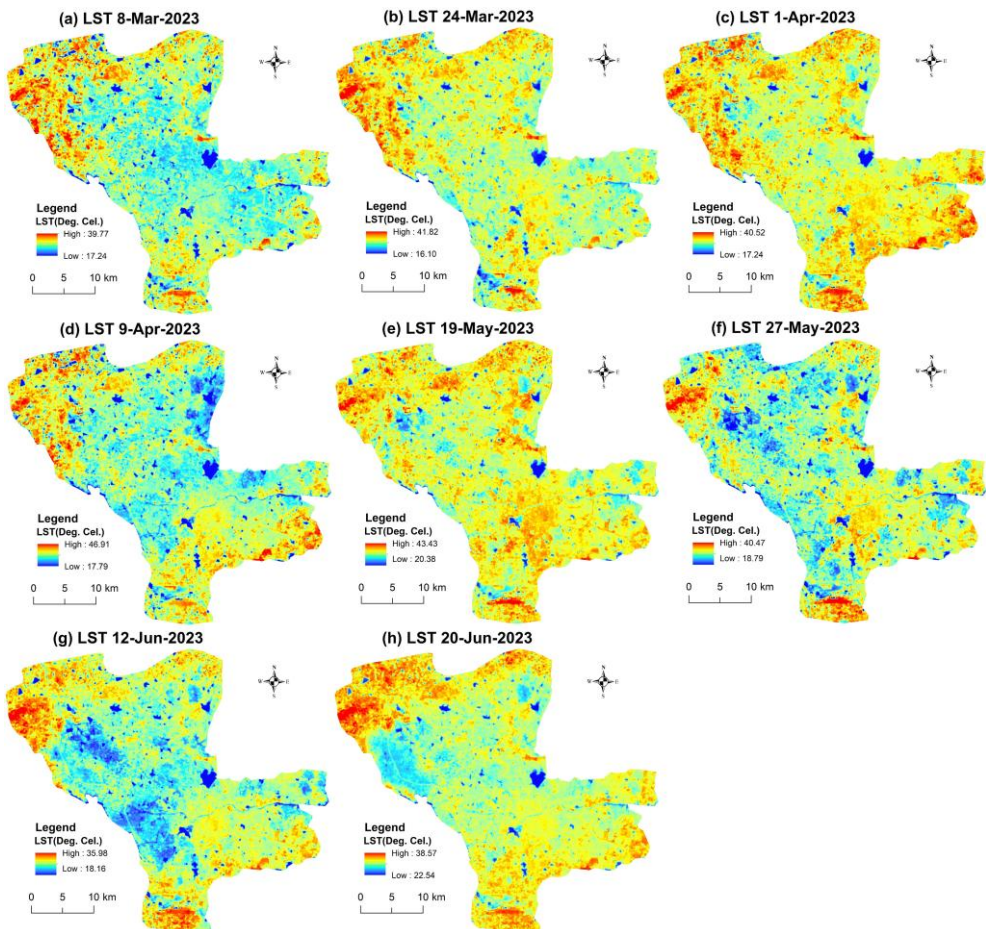 (a) LST 8-Mar-2023
N
W E
S
Legend
LST(Deg. Cel.)
High : 39.77
Low : 17.24
0 5 10 km
(b) LST 24-Mar-2023
N
W E
S
Legend
LST(Deg. Cel.)
High : 41.82
Low : 16.10
0 5 10 km
(c) LST 1-Apr-2023
N
W E
S
Legend
LST(Deg. Cel.)
High : 40.52
Low : 17.24
0 5 10 km
(d) LST 9-Apr-2023
N
W E
S
Legend
LST(Deg. Cel.)
High : 46.91
Low : 17.79
0 5 10 km
(e) LST 19-May-2023
N
W E
S
Legend
LST(Deg. Cel.)
High : 43.43
Low : 20.38
0 5 10 km
(f) LST 27-May-2023
N
W E
S
Legend
LST(Deg. Cel.)
High : 40.47
Low : 18.79
0 5 10 km
(g) LST 12-Jun-2023
N
W E
S
Legend
LST(Deg. Cel.)
High : 35.98
Low : 18.16
0 5 10 km
(h) LST 20-Jun-2023
N
W E
S
Legend
LST(Deg. Cel.)
High : 38.57
Low : 22.54
0 5 10 km